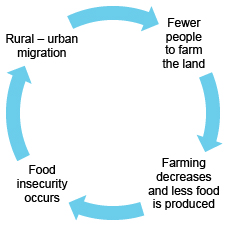 Rural – urban
migration
Fewer
people
to farm
the land
Farming
decreases
and less food
is produced
Food
insecurity
occurs